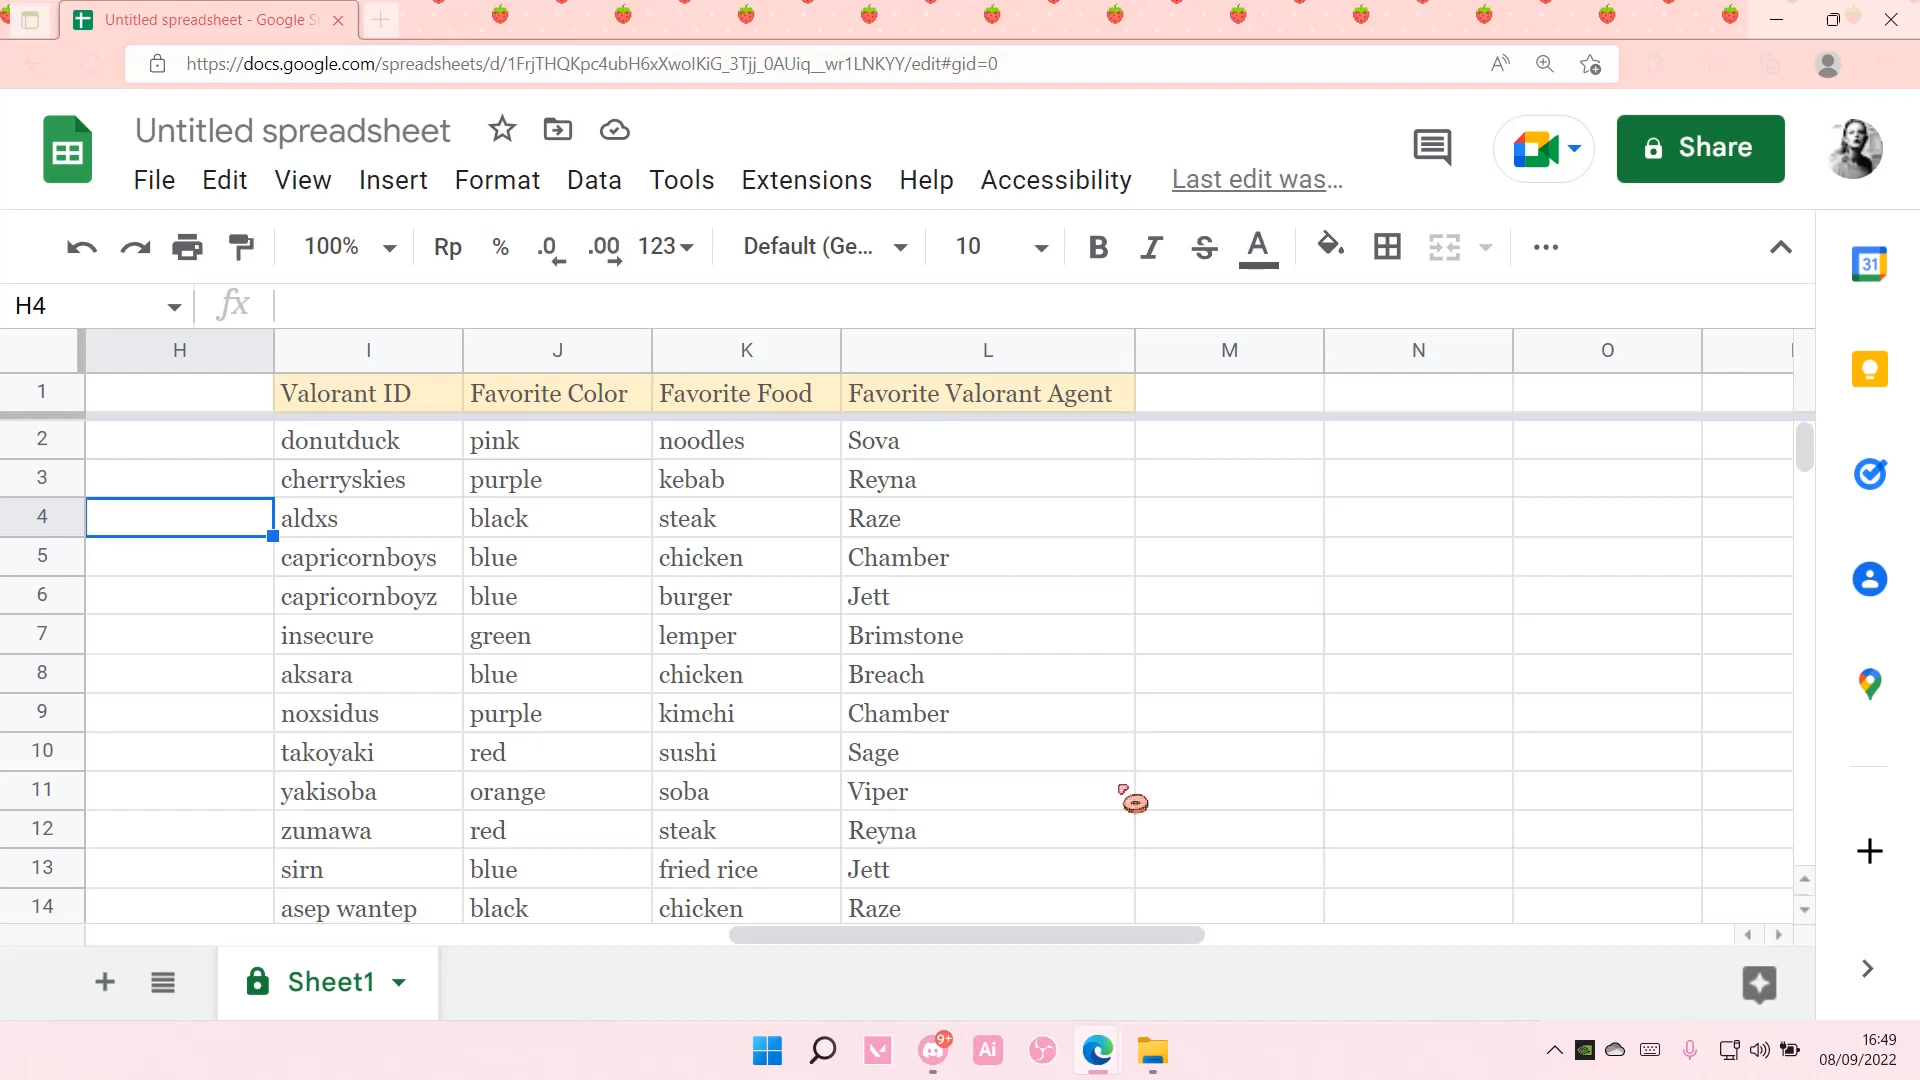 Untitled spreadsheet - Google S
https://docs.google.com/spreadsheets/d/1FrjTHQKpc4ubH6xXwoIKiG_3Tjj_0AUiq__wr1LNKYY/edit#gid=0
Untitled spreadsheet
Share
File Edit View Insert Format Data Tools Extensions Help Accessibility Last edit was...
100% Rp % .0 .00 123 Default (Ge... 10 B I S A
31
H4 fx
H I J K L M N O
1 Valorant ID Favorite Color Favorite Food Favorite Valorant Agent
2 donutduck pink noodles Sova
3 cherryskies purple kebab Reyna
4 aldxs black steak Raze
5 capricornboys blue chicken Chamber
6 capricornboyz blue burger Jett
7 insecure green lemper Brimstone
8 aksara blue chicken Breach
9 noxsidus purple kimchi Chamber
10 takoyaki red sushi Sage
11 yakisoba orange soba Viper
12 zumawa red steak Reyna
13 sirn blue fried rice Jett
14 asep wantep black chicken Raze
Sheet1
9+
Ai
16:49
08/09/2022